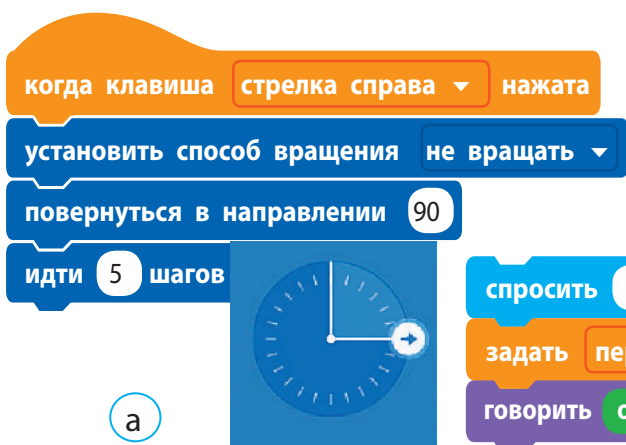 когда клавиша стрелка справа нажата
установить способ вращения не вращать
повернуться в направлении 90
идти 5 шагов
спросить
задать
говорить
а